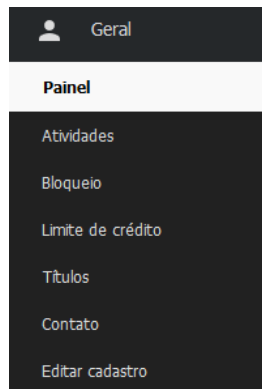 Geral
Painel
Atividades
Bloqueio
Limite de crédito
Títulos
Contato
Editar cadastro